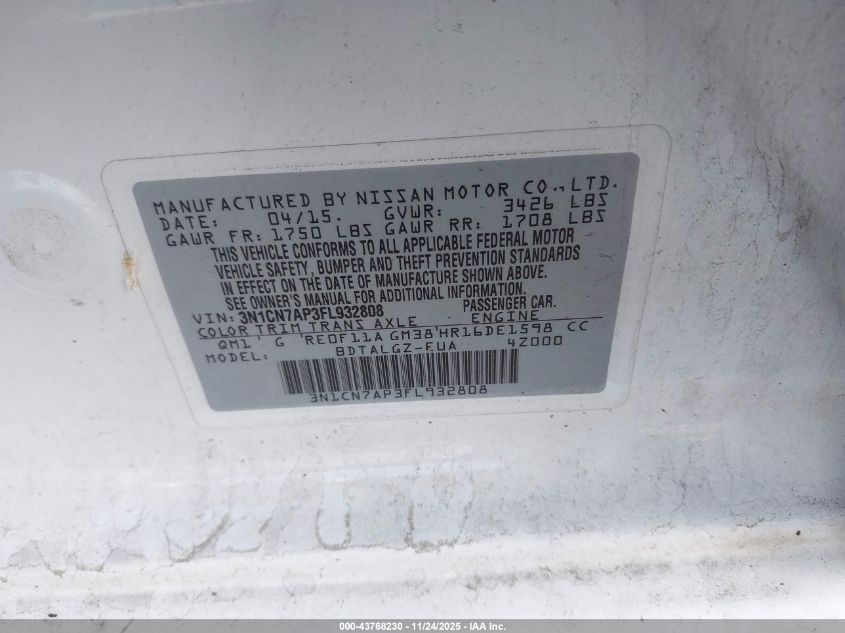 MANUFACTURED BY NISSAN MOTOR CO., LTD.
DATE: 04/15. GVWR: 3426 LBS
GAWR FR: 1750 LBS GAWR RR: 1708 LBS
THIS VEHICLE CONFORMS TO ALL APPLICABLE FEDERAL MOTOR
VEHICLE SAFETY, BUMPER AND THEFT PREVENTION STANDARDS
IN EFFECT ON THE DATE OF MANUFACTURE SHOWN ABOVE.
SEE OWNER'S MANUAL FOR ADDITIONAL INFORMATION.
VIN: 3N1CN7AP3FL932808 PASSENGER CAR.
COLOR TRIM TRANS AXLE ENGINE
QM1 G RE0F11A GM38 HR16DE1598 CC
MODEL: BDTALGZ-EUA 4Z000
3N1CN7AP3FL932808
000-43768230 - 11/24/2025 - IAA Inc.